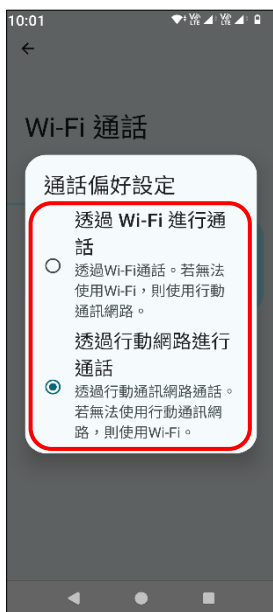 10:01
Wi-Fi 通話
通話偏好設定
透過 Wi-Fi 進行通
話
透過Wi-Fi通話。若無法
使用Wi-Fi，則使用行動
通訊網路。
透過行動網路進行
通話
透過行動通訊網路通話。
若無法使用行動通訊網
路，則使用Wi-Fi。